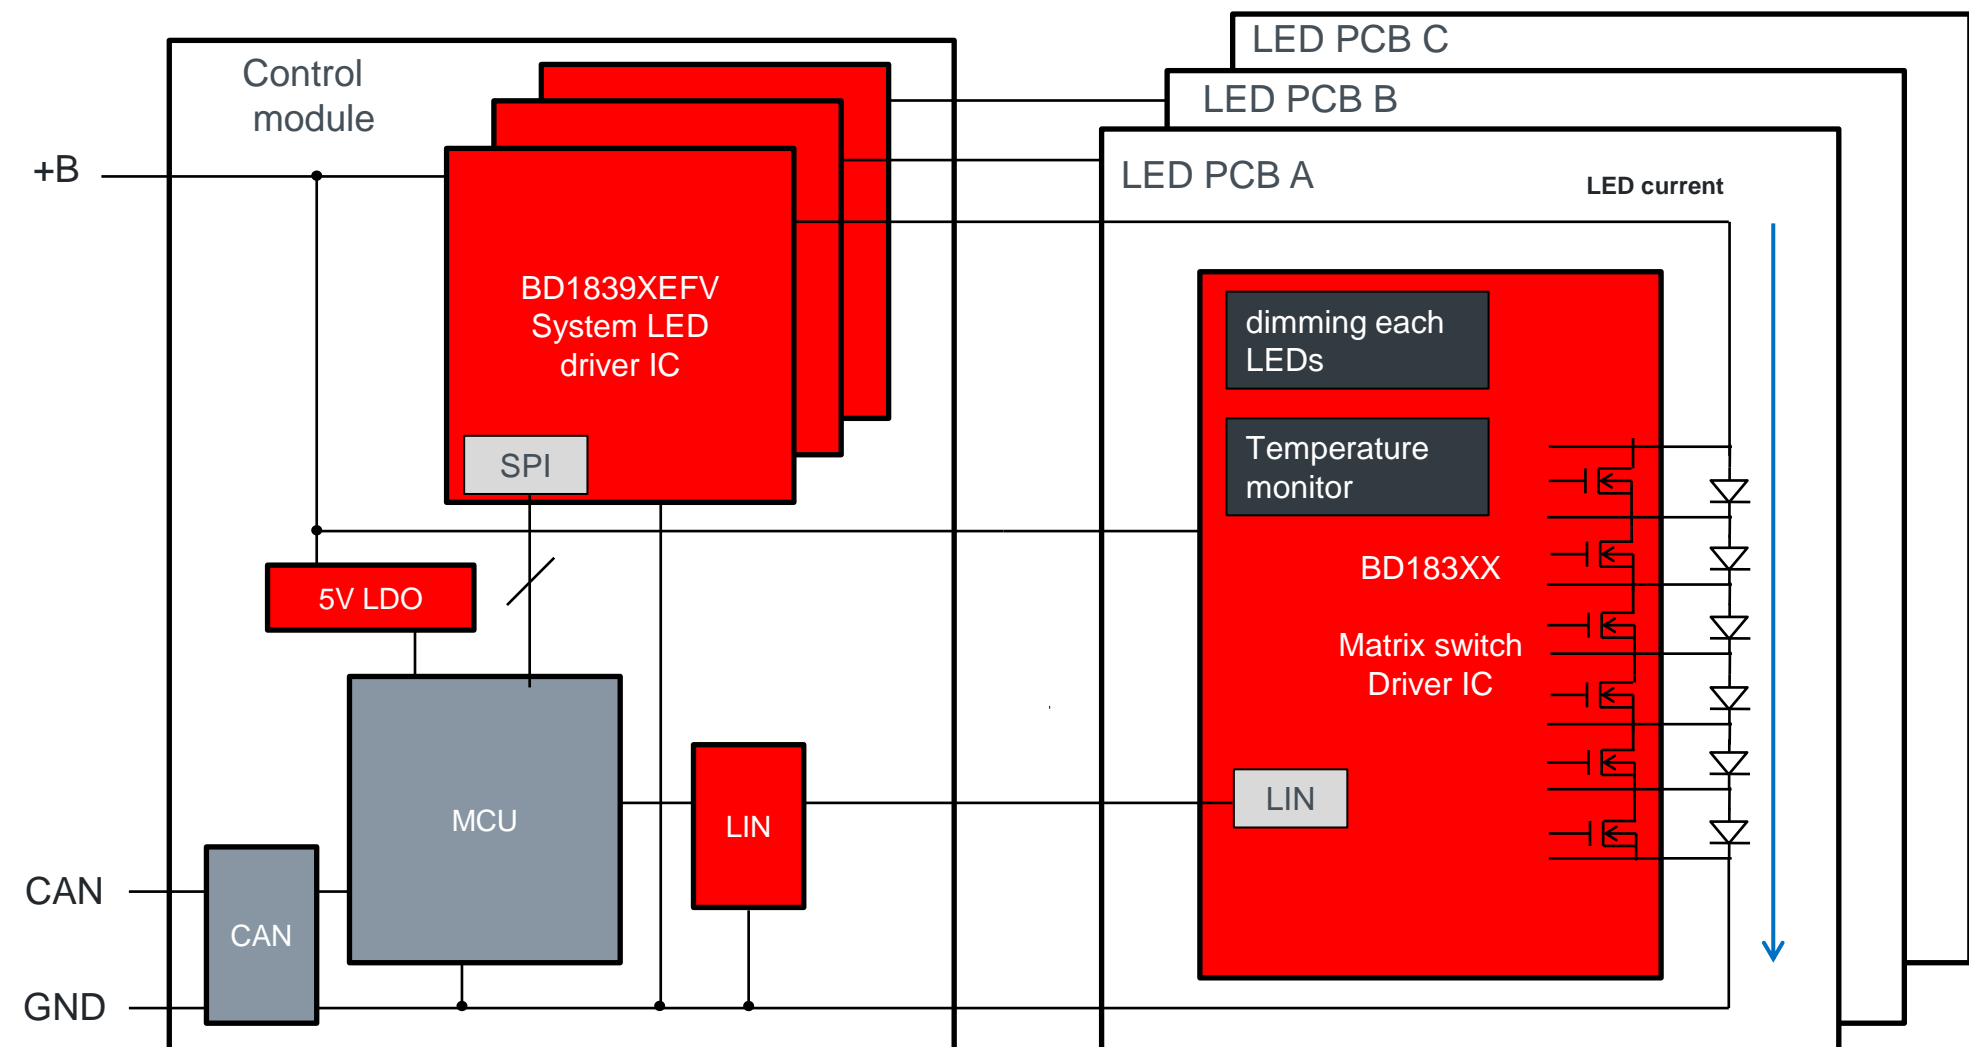 Control
module
LED PCB C
LED PCB B
LED PCB A
LED current
+B
BD1839XEFV
System LED
driver IC
SPI
dimming each
LEDs
Temperature
monitor
BD183XX
Matrix switch
Driver IC
5V LDO
MCU
LIN
LIN
CAN
CAN
GND